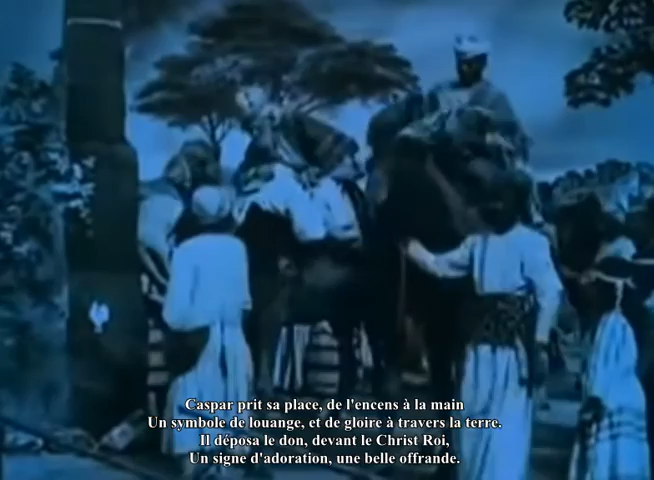 Caspar prit sa place, de l'encens à la main
Un symbole de louange, et de gloire à travers la terre.
Il déposa le don, devant le Christ Roi,
Un signe d'adoration, une belle offrande.